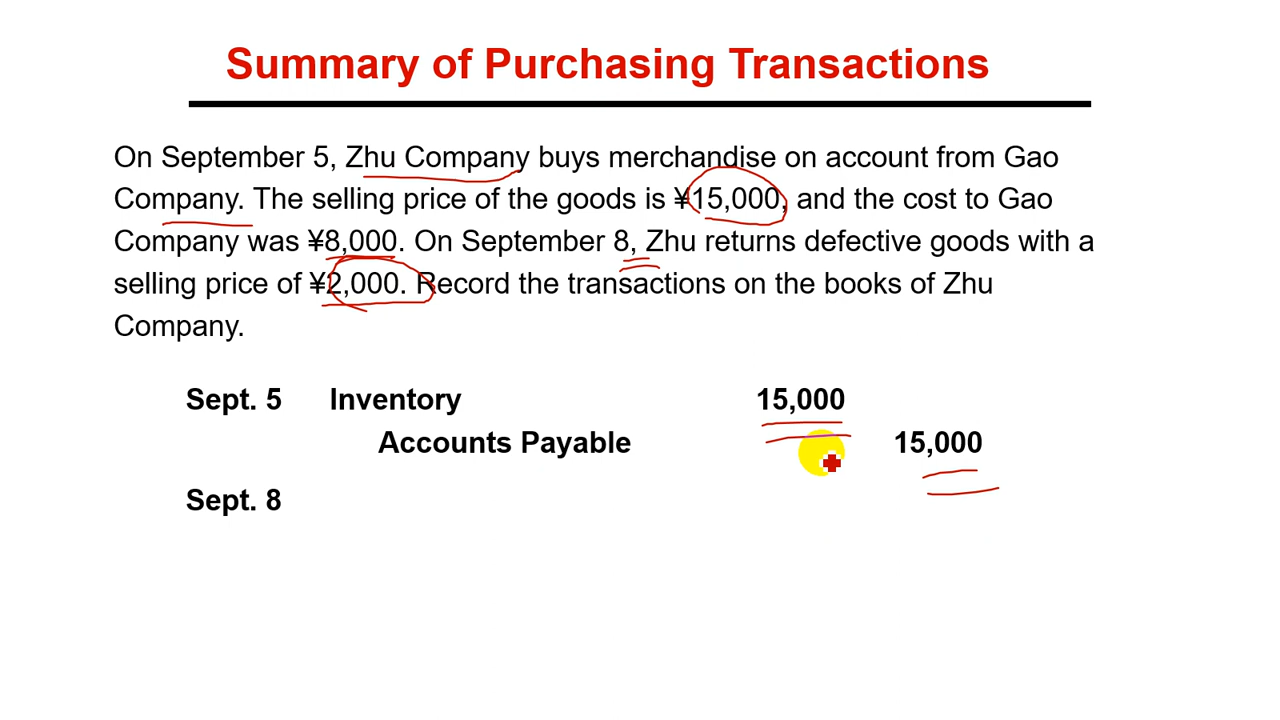 Summary of Purchasing Transactions
On September 5, Zhu Company buys merchandise on account from Gao
Company. The selling price of the goods is ¥15,000, and the cost to Gao
Company was ¥8,000. On September 8, Zhu returns defective goods with a
selling price of ¥2,000. Record the transactions on the books of Zhu
Company.
Sept. 5 Inventory 15,000
Accounts Payable 15,000
Sept. 8